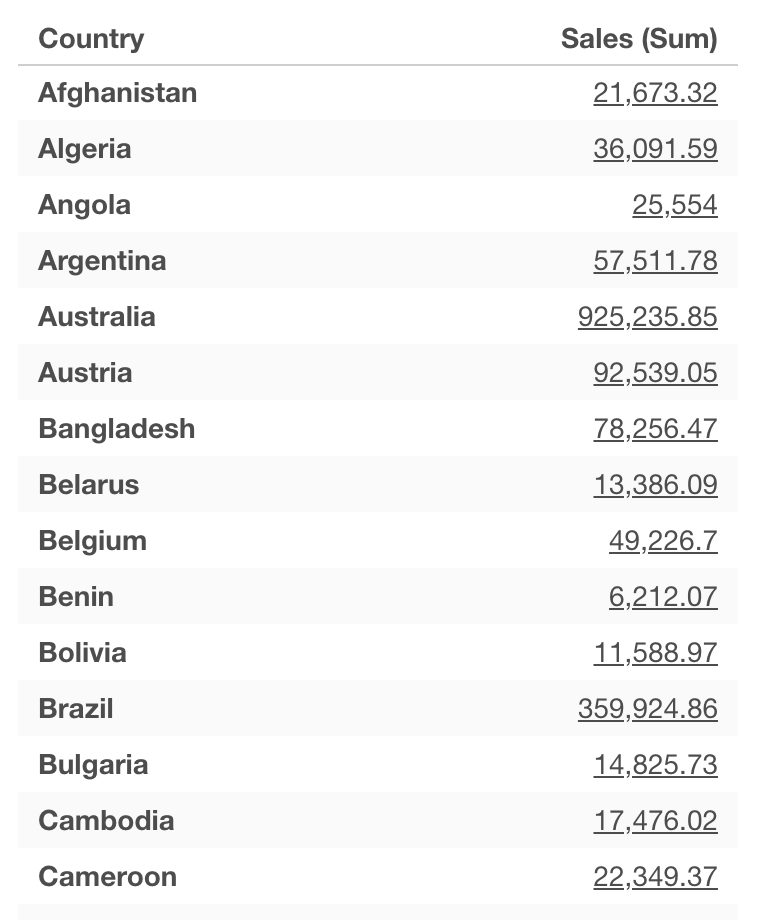 Country Sales (Sum)
Afghanistan 21,673.32
Algeria 36,091.59
Angola 25,554
Argentina 57,511.78
Australia 925,235.85
Austria 92,539.05
Bangladesh 78,256.47
Belarus 13,386.09
Belgium 49,226.7
Benin 6,212.07
Bolivia 11,588.97
Brazil 359,924.86
Bulgaria 14,825.73
Cambodia 17,476.02
Cameroon 22,349.37